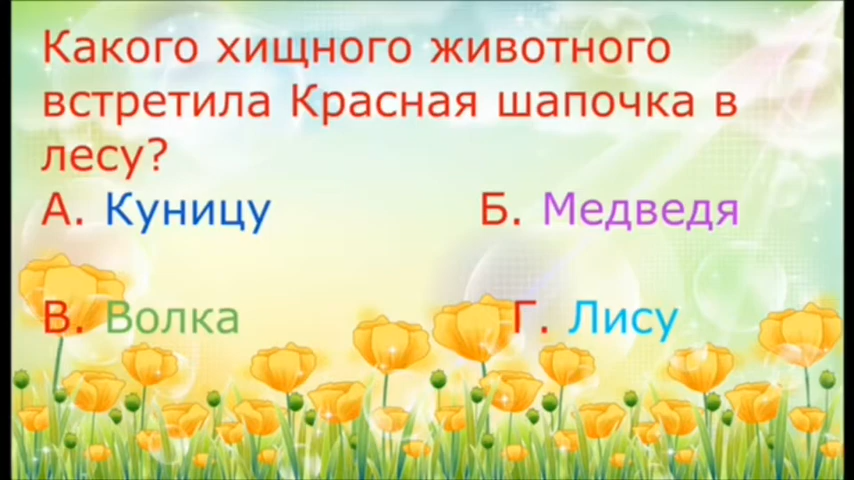 Какого хищного животного
встретила Красная шапочка в
лесу?
А. Куницу Б. Медведя
В. Волка Г. Лису